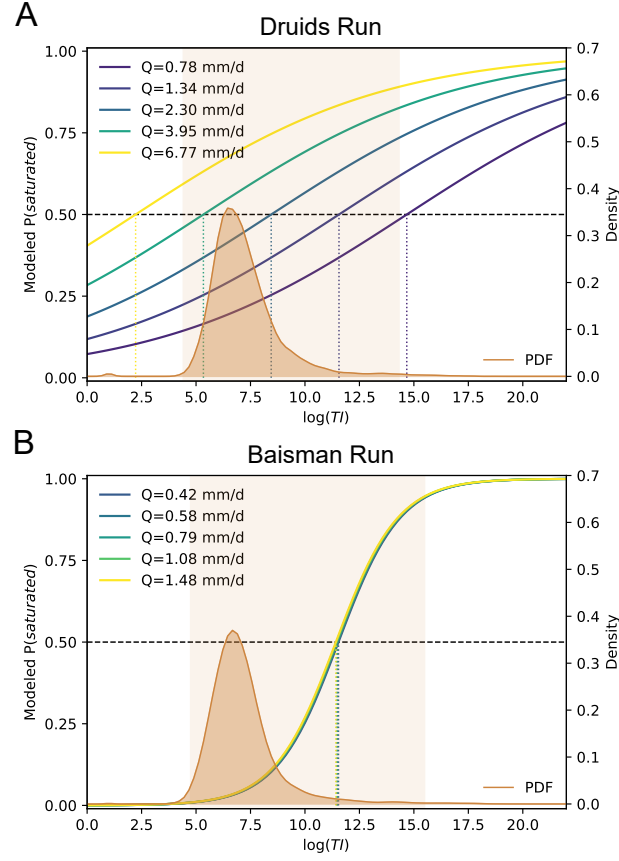 A
Druids Run
Q=0.78 mm/d
Q=1.34 mm/d
Q=2.30 mm/d
Q=3.95 mm/d
Q=6.77 mm/d
1.00
0.75
0.50
0.25
0.00
Modeled P(saturated)
0.7
0.6
0.5
0.4
0.3
0.2
0.1
0.0
Density
PDF
0.0 2.5 5.0 7.5 10.0 12.5 15.0 17.5 20.0
log(TI)
B
Baisman Run
Q=0.42 mm/d
Q=0.58 mm/d
Q=0.79 mm/d
Q=1.08 mm/d
Q=1.48 mm/d
1.00
0.75
0.50
0.25
0.00
Modeled P(saturated)
0.7
0.6
0.5
0.4
0.3
0.2
0.1
0.0
Density
PDF
0.0 2.5 5.0 7.5 10.0 12.5 15.0 17.5 20.0
log(TI)